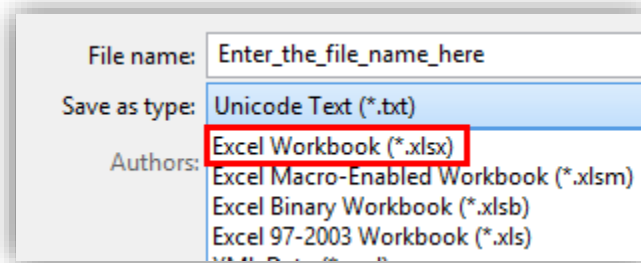 File name: Enter_the_file_name_here
Save as type: Unicode Text (*.txt)
Excel Workbook (*.xlsx)
Authors:
Excel Macro-Enabled Workbook (*.xlsm)
Excel Binary Workbook (*.xlsb)
Excel 97-2003 Workbook (*.xls)